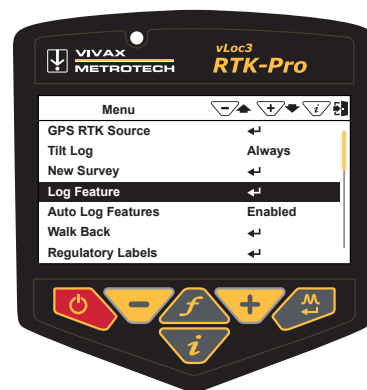 VIVAX
METROTECH
vLoc3
RTK-Pro
Menu - + i
GPS RTK Source
Tilt Log Always
New Survey
Log Feature
Auto Log Features Enabled
Walk Back
Regulatory Labels
- f +
i